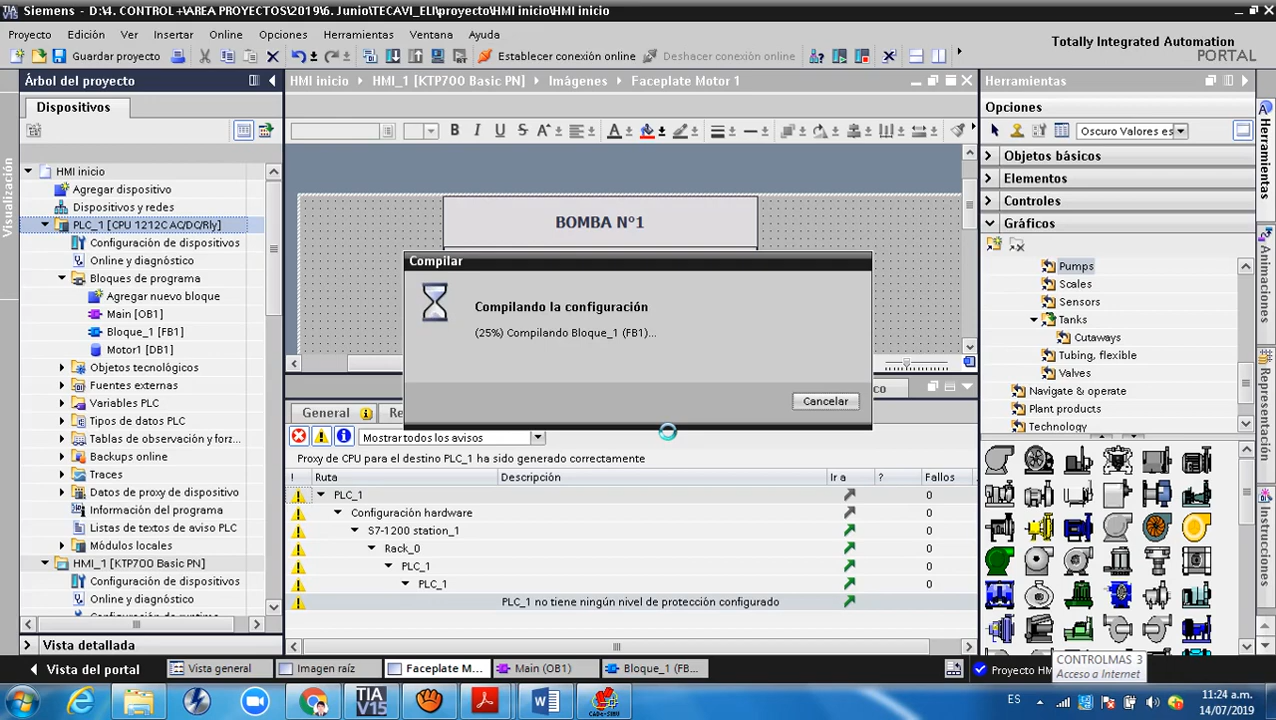 Siemens - D:\4. CONTROL +\AREA PROYECTOS\2019\6. Junio\TECAVI_ELI\proyecto\HMI inicio\HMI inicio
Proyecto Edición Ver Insertar Online Opciones Herramientas Ventana Ayuda
Totally Integrated Automation
PORTAL
Guardar proyecto Establecer conexión online Deshacer conexión online
Árbol del proyecto
HMI inicio HMI_1 [KTP700 Basic PN] Imágenes Faceplate Motor 1
Herramientas
Dispositivos
Opciones
Oscuro Valores es
Visualización
HMI inicio
Agregar dispositivo
Dispositivos y redes
PLC_1 [CPU 1212C AC/DC/Rly]
Configuración de dispositivos
Online y diagnóstico
Bloques de programa
Agregar nuevo bloque
Main [OB1]
Bloque_1 [FB1]
Motor1 [DB1]
Objetos tecnológicos
Fuentes externas
Variables PLC
Tipos de datos PLC
Tablas de observación y forz...
Backups online
Traces
Datos de proxy de dispositivo
Información del programa
Listas de textos de aviso PLC
Módulos locales
HMI_1 [KTP700 Basic PN]
Configuración de dispositivos
Online y diagnóstico
Vista detallada
BOMBA N°1
Compilar
Compilando la configuración
(25%) Compilando Bloque_1 (FB1)...
Cancelar
General
Mostrar todos los avisos
Proxy de CPU para el destino PLC_1 ha sido generado correctamente
! Ruta Descripción Ir a ? Fallos
PLC_1 0
Configuración hardware 0
S7-1200 station_1 0
Rack_0 0
PLC_1 0
PLC_1 0
PLC_1 no tiene ningún nivel de protección configurado 0
Objetos básicos
Elementos
Controles
Gráficos
Pumps
Scales
Sensors
Tanks
Cutaways
Tubing, flexible
Valves
Navigate & operate
Plant products
Technology
Herramientas
Animaciones
Representación
Instrucciones
Vista del portal Vista general Imagen raíz Faceplate M... Main (OB1) Bloque_1 (FB... Proyecto HM
CONTROLMAS 3
Acceso a Internet
TIA
V15
ES
11:24 a.m.
14/07/2019